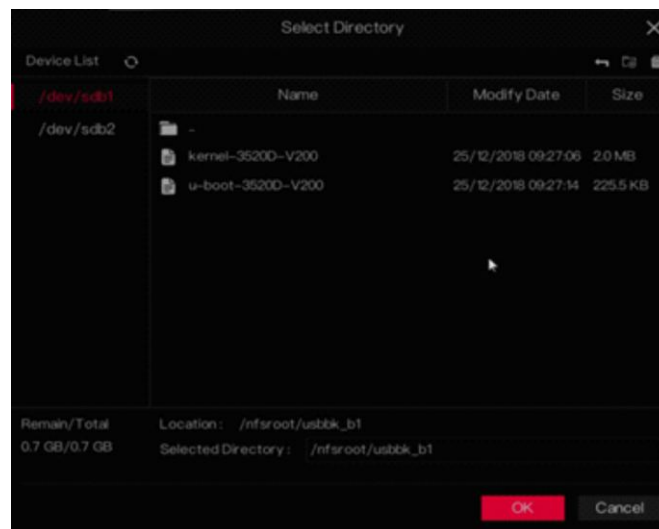 Select Directory
Device List
/dev/sdb1 Name Modify Date Size
/dev/sdb2 -
kernel-3520D-V200 25/12/2018 09:27:06 2.0 MB
u-boot-3520D-V200 25/12/2018 09:27:14 225.5 KB
Remain/Total Location : /nfsroot/usbbk_b1
0.7 GB/0.7 GB Selected Directory : /nfsroot/usbbk_b1
OK Cancel